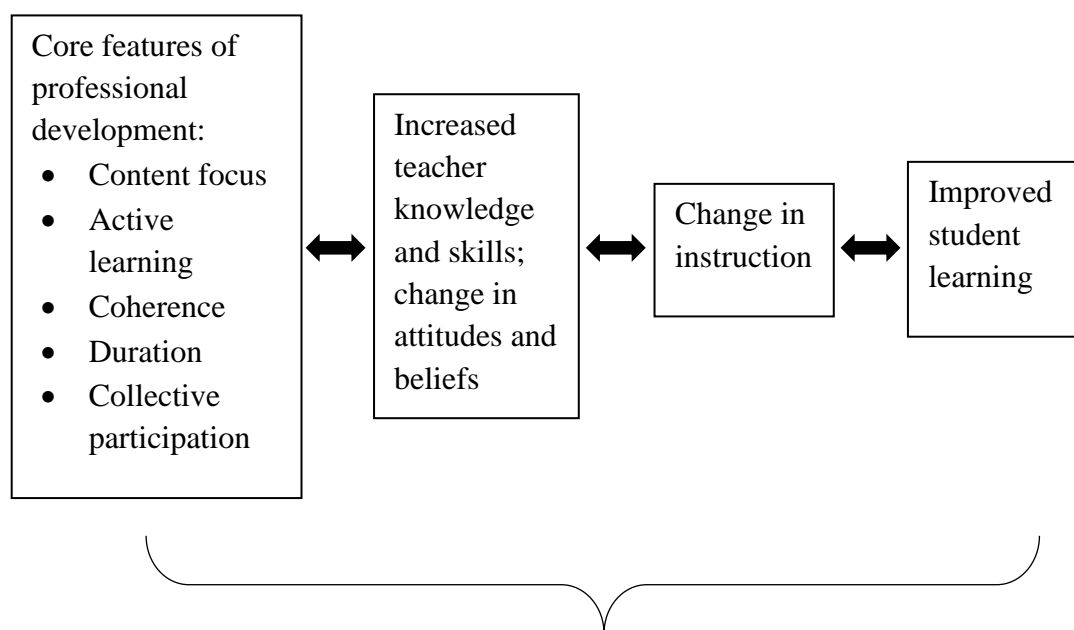 Core features of
professional
development:
• Content focus
• Active
learning
• Coherence
• Duration
• Collective
participation
Increased
teacher
knowledge
and skills;
change in
attitudes and
beliefs
Change in
instruction
Improved
student
learning